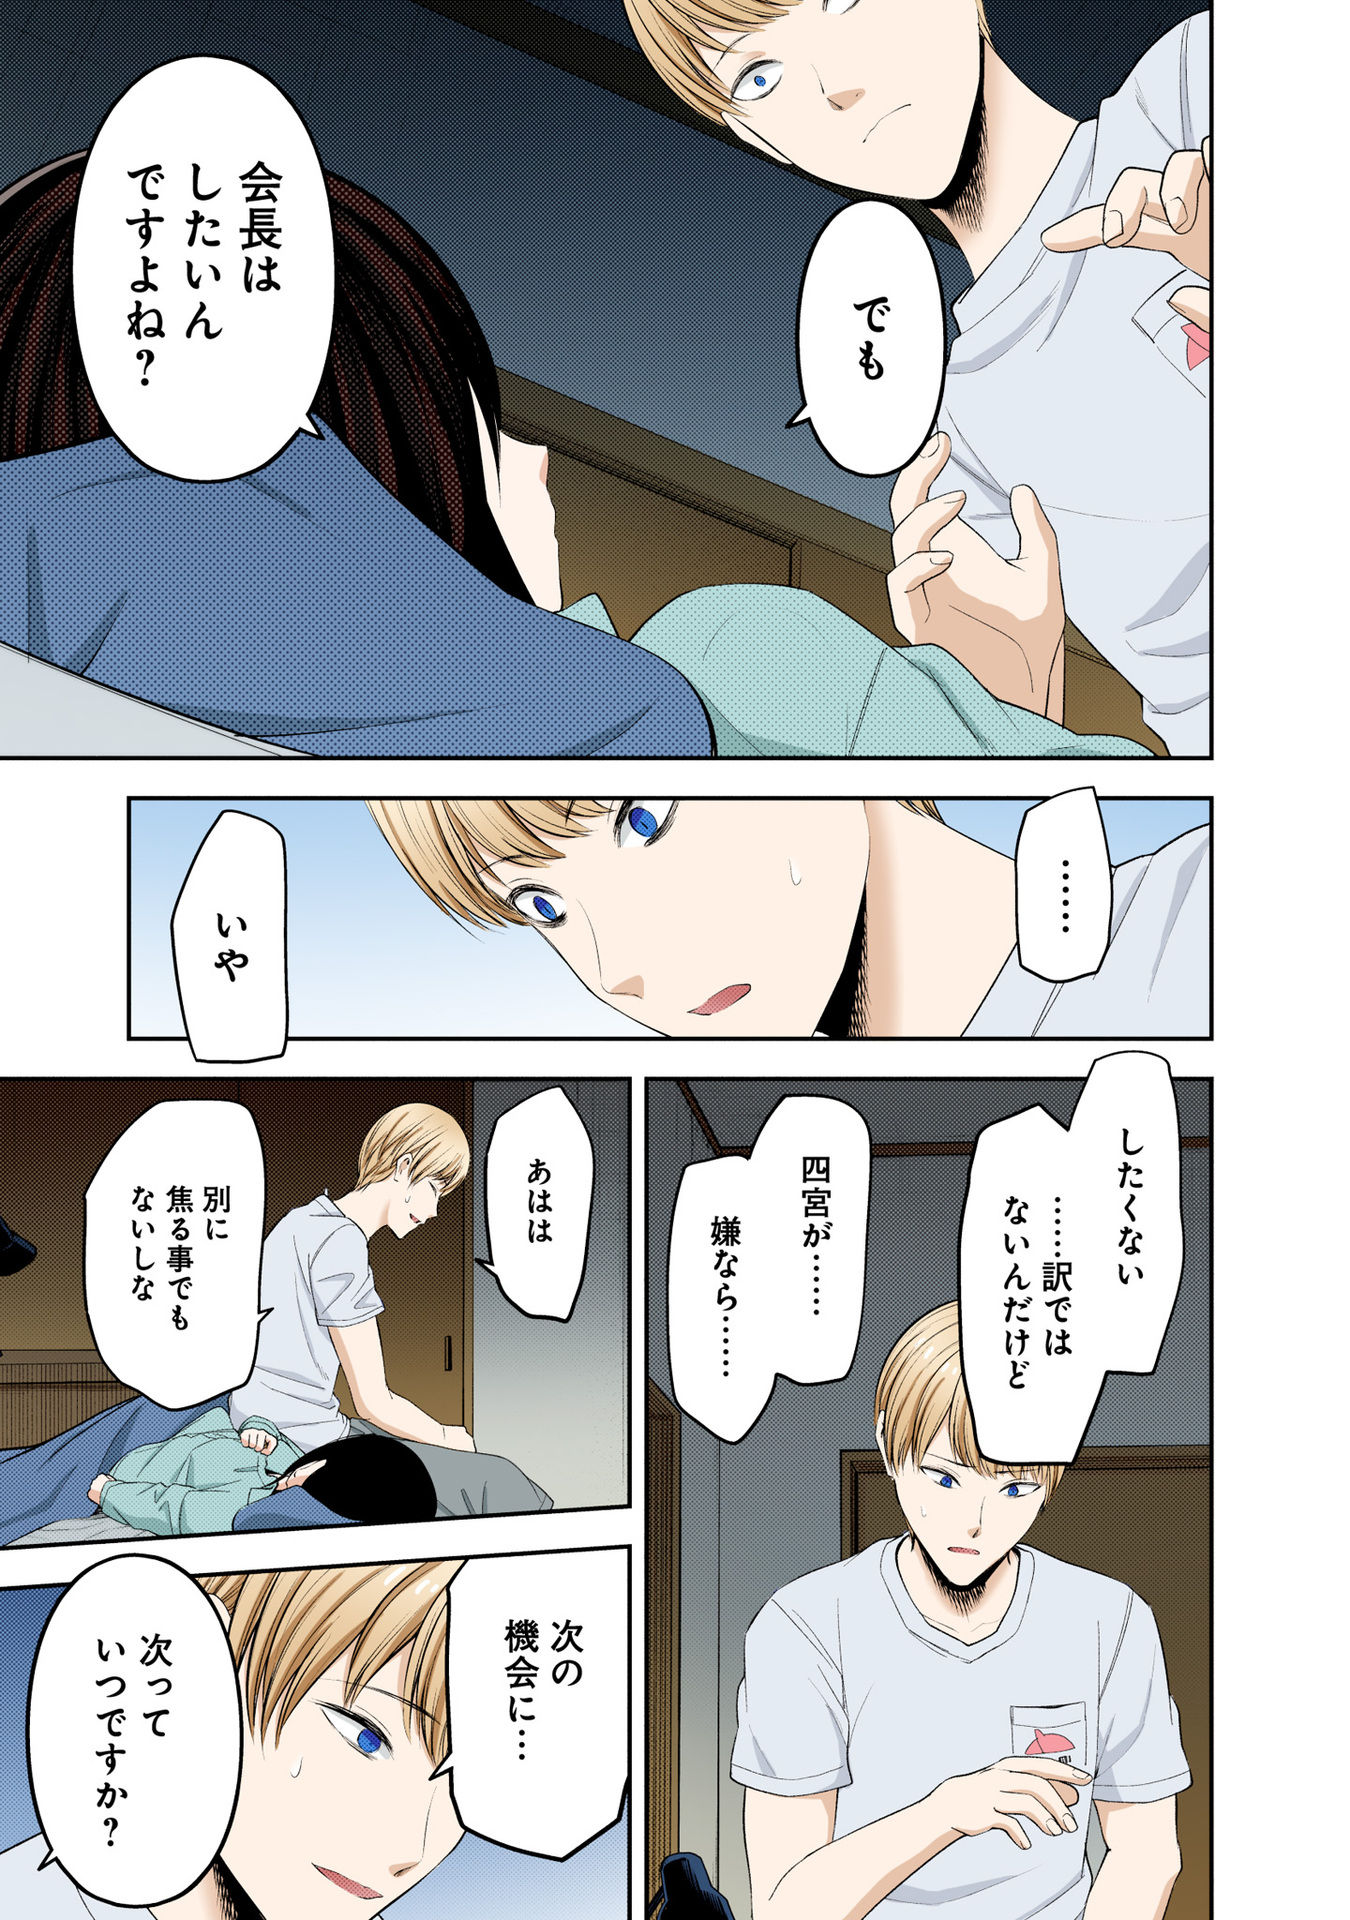 でも
会長は
したいん
ですよね？
……
いや
したくない
……訳では
ないんだけど
四宮が……
嫌なら……
あはは
別に
焦る事でも
ないしな
次の
機会に…
次って
いつですか？